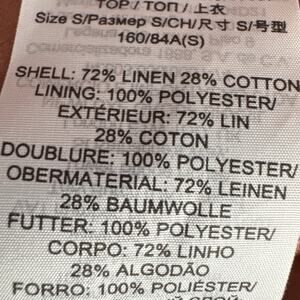 TOP / ТОП / 上衣
Size S/Размер S/CH/尺寸 S/号型
160/84A(S)
SHELL: 72% LINEN 28% COTTON
LINING: 100% POLYESTER/
EXTÉRIEUR: 72% LIN
28% COTON
DOUBLURE: 100% POLYESTER/
OBERMATERIAL: 72% LEINEN
28% BAUMWOLLE
FUTTER: 100% POLYESTER/
CORPO: 72% LINHO
28% ALGODÃO
FORRO: 100% POLIÉSTER/